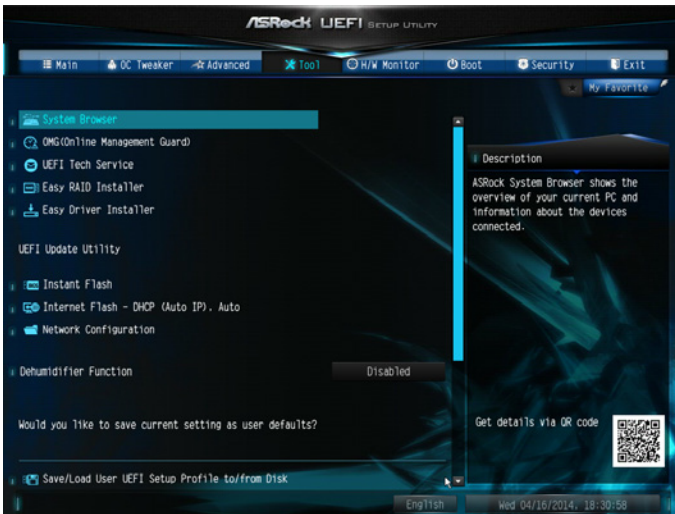 ASRock UEFI SETUP UTILITY
Main OC Tweaker Advanced Tool H/W Monitor Boot Security Exit
My Favorite
System Browser
OMG(Online Management Guard)
UEFI Tech Service
Easy RAID Installer
Easy Driver Installer
UEFI Update Utility
Instant Flash
Internet Flash - DHCP (Auto IP). Auto
Network Configuration
Dehumidifier Function Disabled
Would you like to save current setting as user defaults?
Save/Load User UEFI Setup Profile to/from Disk
Description
ASRock System Browser shows the
overview of your current PC and
information about the devices
connected.
Get details via QR code
English Wed 04/16/2014. 18:30:58